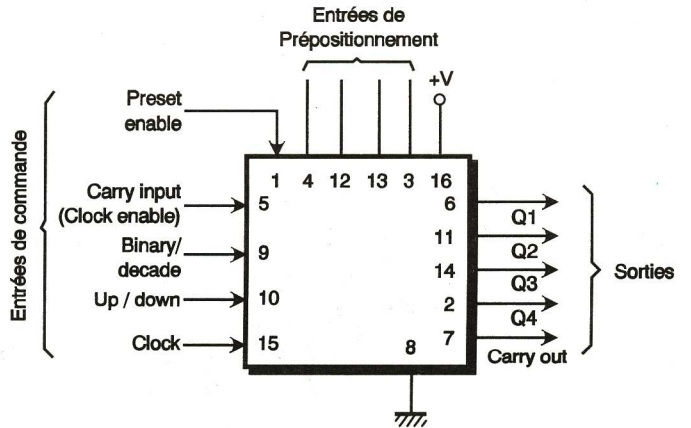 Entrées de
Prépositionnement
+V
Preset
enable
Entrées de commande
1 4 12 13 3 16
Carry input
(Clock enable)
5
6
Q1
Binary/
decade
9
11
Q2
14
Q3
Sorties
Up / down
10
2
Q4
Clock
15
8
7
Carry out